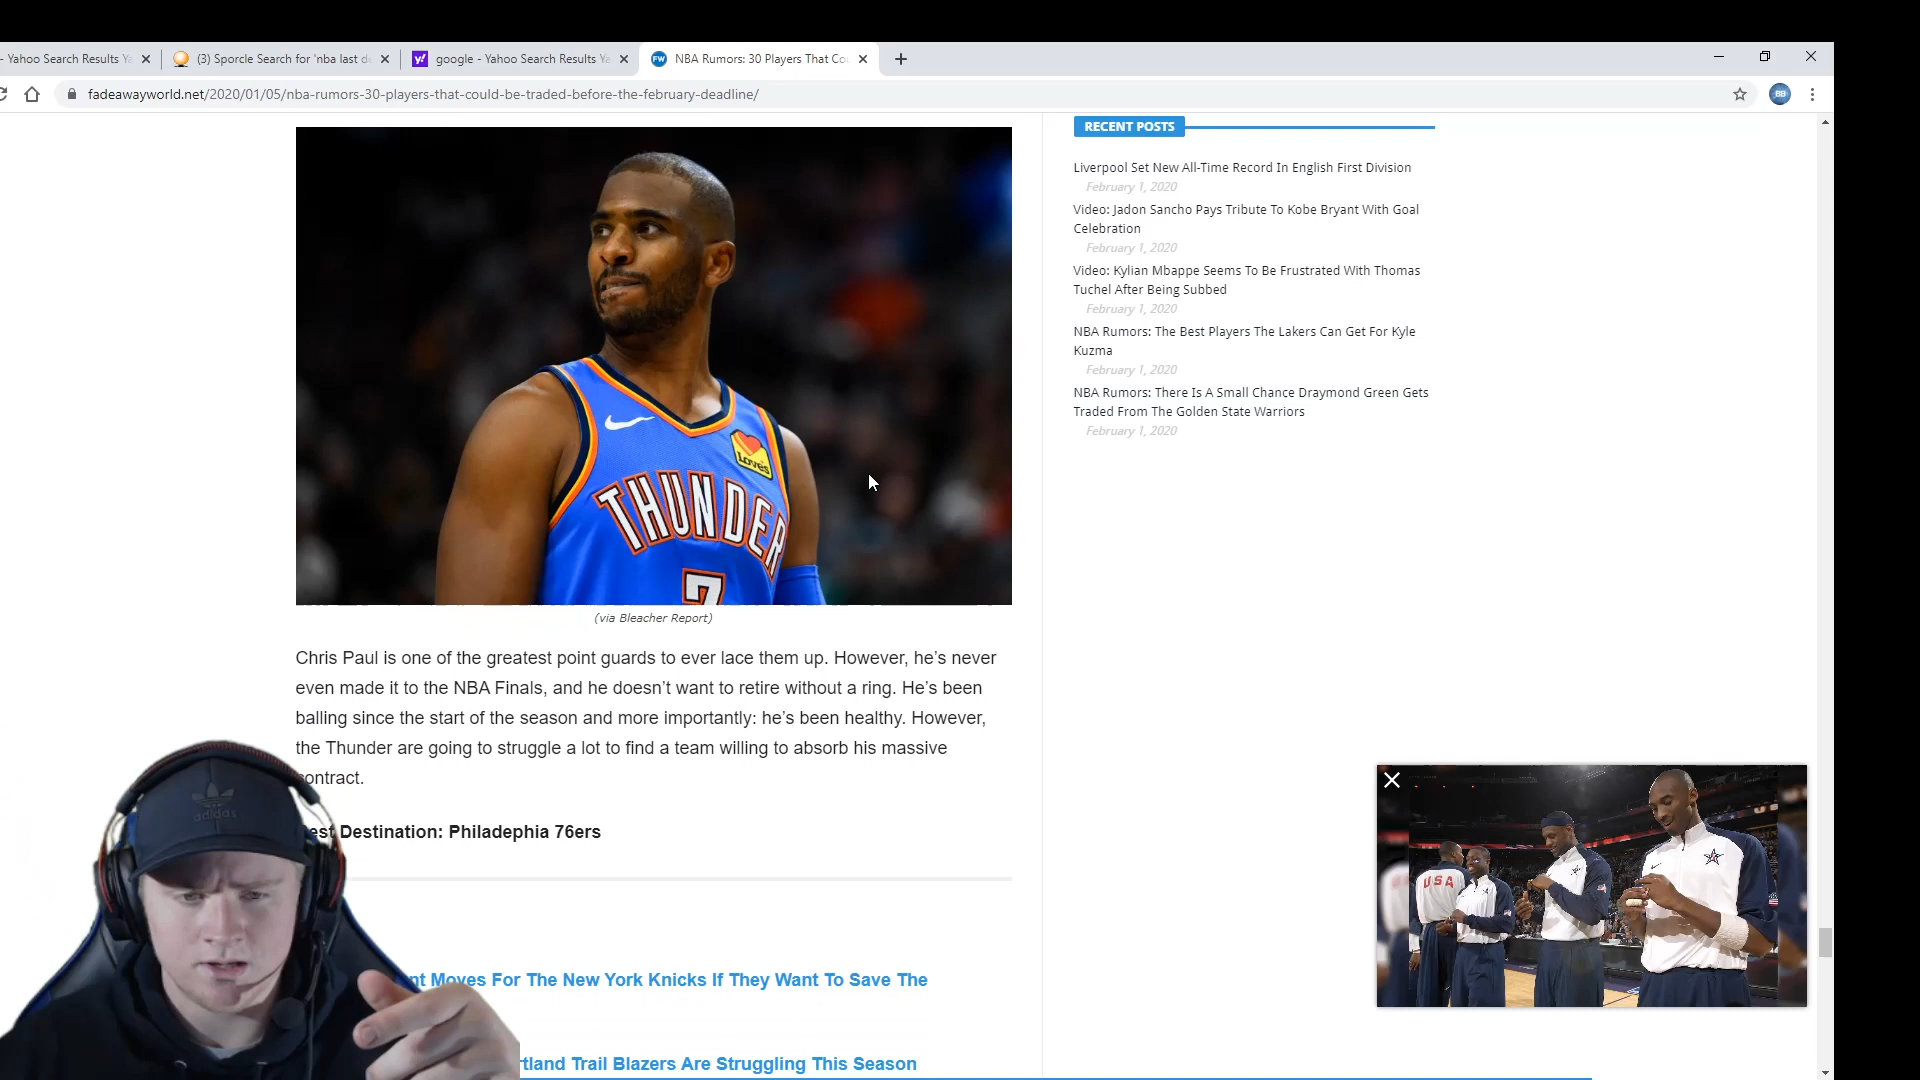 - Yahoo Search Results Ya
(3) Sporcle Search for 'nba last de
google - Yahoo Search Results Ya
NBA Rumors: 30 Players That Cou
fadeawayworld.net/2020/01/05/nba-rumors-30-players-that-could-be-traded-before-the-february-deadline/
Love's
THUNDER
(via Bleacher Report)
Chris Paul is one of the greatest point guards to ever lace them up. However, he's never
even made it to the NBA Finals, and he doesn't want to retire without a ring. He's been
balling since the start of the season and more importantly: he's been healthy. However,
the Thunder are going to struggle a lot to find a team willing to absorb his massive
contract.
est Destination: Philadephia 76ers
nt Moves For The New York Knicks If They Want To Save The
rtland Trail Blazers Are Struggling This Season
RECENT POSTS
Liverpool Set New All-Time Record In English First Division
February 1, 2020
Video: Jadon Sancho Pays Tribute To Kobe Bryant With Goal
Celebration
February 1, 2020
Video: Kylian Mbappe Seems To Be Frustrated With Thomas
Tuchel After Being Subbed
February 1, 2020
NBA Rumors: The Best Players The Lakers Can Get For Kyle
Kuzma
February 1, 2020
NBA Rumors: There Is A Small Chance Draymond Green Gets
Traded From The Golden State Warriors
February 1, 2020
USA
adidas